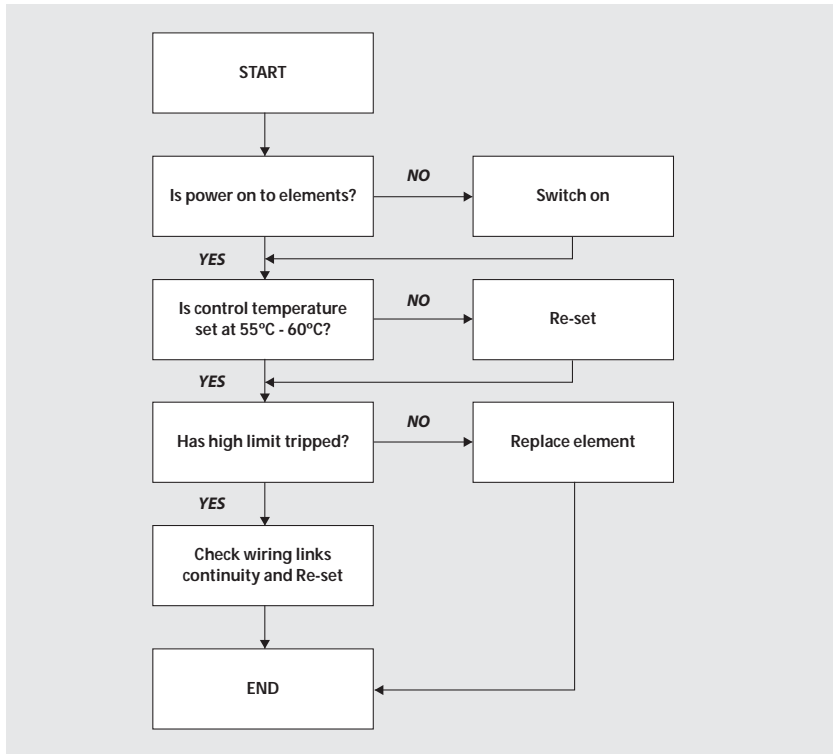 START
Is power on to elements?
NO
Switch on
YES
Is control temperature
set at 55ºC - 60ºC?
NO
Re-set
YES
Has high limit tripped?
NO
Replace element
YES
Check wiring links
continuity and Re-set
END